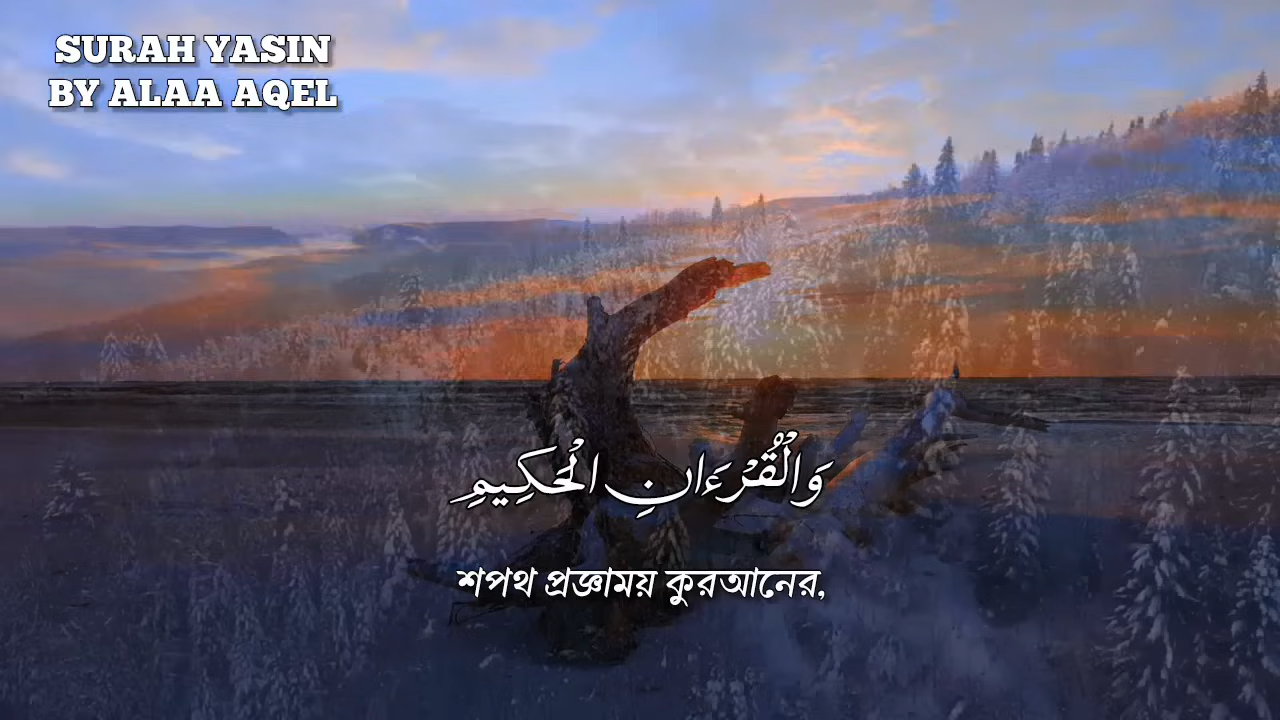 SURAH YASIN
BY ALAA AQEL
وَالْقُرْءَانِ الْحَكِيمِ
শপথ প্রজ্ঞাময় কুরআনের,